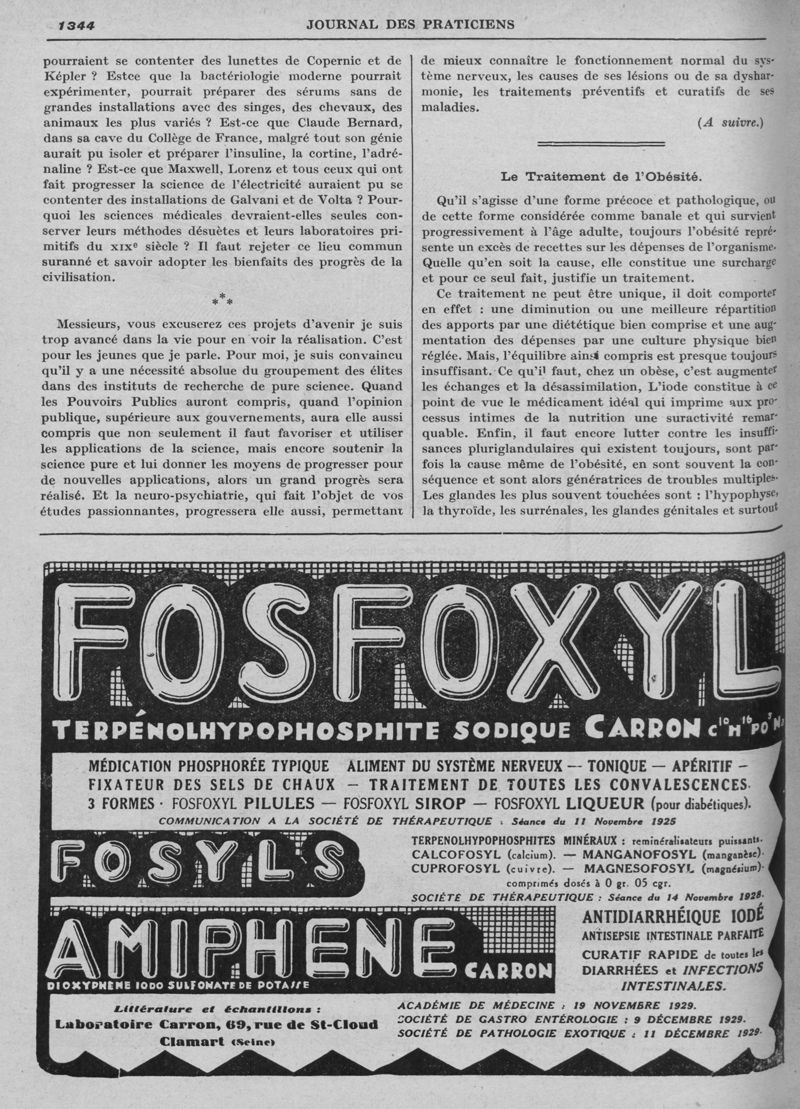 1344
JOURNAL DES PRATICIENS
pourraient se contenter des lunettes de Copernic et de
Képler ? Estce que la bactériologie moderne pourrait
expérimenter, pourrait préparer des sérums sans de
grandes installations avec des singes, des chevaux, des
animaux les plus variés ? Est-ce que Claude Bernard,
dans sa cave du Collège de France, malgré tout son génie
aurait pu isoler et préparer l'insuline, la cortine, l'adré-
naline ? Est-ce que Maxwell, Lorenz et tous ceux qui ont
fait progresser la science de l'électricité auraient pu se
contenter des installations de Galvani et de Volta ? Pour-
quoi les sciences médicales devraient-elles seules con-
server leurs méthodes désuètes et leurs laboratoires pri-
mitifs du XIXe siècle ? Il faut rejeter ce lieu commun
suranné et savoir adopter les bienfaits des progrès de la
civilisation.
***
Messieurs, vous excuserez ces projets d'avenir je suis
trop avancé dans la vie pour en voir la réalisation. C'est
pour les jeunes que je parle. Pour moi, je suis convaincu
qu'il y a une nécessité absolue du groupement des élites
dans des instituts de recherche de pure science. Quand
les Pouvoirs Publics auront compris, quand l'opinion
publique, supérieure aux gouvernements, aura elle aussi
compris que non seulement il faut favoriser et utiliser
les applications de la science, mais encore soutenir la
science pure et lui donner les moyens de progresser pour
de nouvelles applications, alors un grand progrès sera
réalisé. Et la neuro-psychiatrie, qui fait l'objet de vos
études passionnantes, progressera elle aussi, permettant
de mieux connaître le fonctionnement normal du sys-
tème nerveux, les causes de ses lésions ou de sa dyshar-
monie, les traitements préventifs et curatifs de ses
maladies.
(A suivre.)
Le Traitement de l'Obésité.
Qu'il s'agisse d'une forme précoce et pathologique, ou
de cette forme considérée comme banale et qui survient
progressivement à l'âge adulte, toujours l'obésité repré-
sente un excès de recettes sur les dépenses de l'organisme.
Quelle qu'en soit la cause, elle constitue une surcharge
et pour ce seul fait, justifie un traitement.
Ce traitement ne peut être unique, il doit comporter
en effet : une diminution ou une meilleure répartition
des apports par une diététique bien comprise et une aug-
mentation des dépenses par une culture physique bien
réglée. Mais, l'équilibre ainsi compris est presque toujours
insuffisant. Ce qu'il faut, chez un obèse, c'est augmenter
les échanges et la désassimilation, L'iode constitue à ce
point de vue le médicament idéal qui imprime aux pro-
cessus intimes de la nutrition une suractivité remar-
quable. Enfin, il faut encore lutter contre les insuffi-
sances pluriglandulaires qui existent toujours, sont par-
fois la cause même de l'obésité, en sont souvent la con-
séquence et sont alors génératrices de troubles multiples.
Les glandes les plus souvent touchées sont : l'hypophyse,
la thyroïde, les surrénales, les glandes génitales et surtout
FOSFOXYL
TERPÉNOLHYPOPHOSPHITE SODIQUE CARRON C10H16PO3Na
MÉDICATION PHOSPHORÉE TYPIQUE ALIMENT DU SYSTÈME NERVEUX — TONIQUE — APÉRITIF —
FIXATEUR DES SELS DE CHAUX — TRAITEMENT DE TOUTES LES CONVALESCENCES.
3 FORMES · FOSFOXYL PILULES — FOSFOXYL SIROP — FOSFOXYL LIQUEUR (pour diabétiques).
COMMUNICATION A LA SOCIÉTÉ DE THÉRAPEUTIQUE : Séance du 11 Novembre 1925
FOSYLS
TERPENOLHYPOPHOSPHITES MINÉRAUX : reminéralisateurs puissants.
CALCOFOSYL (calcium). — MANGANOFOSYL (manganèse).
CUPROFOSYL (cuivre). — MAGNESOFOSYL (magnésium).
comprimés dosés à 0 gr. 05 cgr.
SOCIÉTÉ DE THÉRAPEUTIQUE : Séance du 14 Novembre 1928.
AMIPHENE
CARRON
DIOXYPHÈNE IODO SULFONATE DE POTASSE
ANTIDIARRHÉIQUE IODÉ
ANTISEPSIE INTESTINALE PARFAITE
CURATIF RAPIDE de toutes les
DIARRHÉES et INFECTIONS
INTESTINALES.
Littérature et échantillons :
Laboratoire Carron, 69, rue de St-Cloud
Clamart (Seine)
ACADÉMIE DE MÉDECINE : 19 NOVEMBRE 1929.
SOCIÉTÉ DE GASTRO ENTÉROLOGIE : 9 DÉCEMBRE 1929.
SOCIÉTÉ DE PATHOLOGIE EXOTIQUE : 11 DÉCEMBRE 1929.